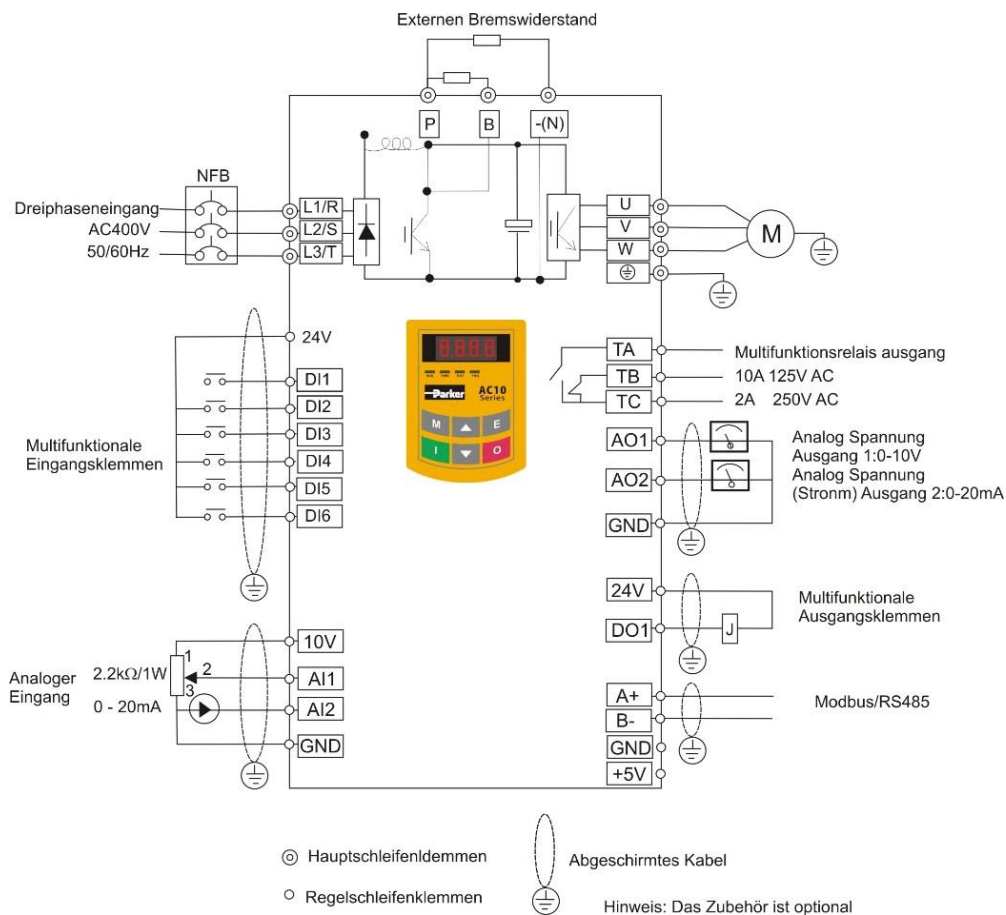 Externen Bremswiderstand
P
B
-(N)
NFB
Dreiphaseneingang
AC400V
50/60Hz
L1/R
L2/S
L3/T
U
V
W
M
24V
DI1
DI2
DI3
DI4
DI5
DI6
Multifunktionale
Eingangsklemmen
8.8.8.8.
Parker
AC10
Series
M
E
I
O
TA
TB
TC
Multifunktionsrelais ausgang
10A 125V AC
2A 250V AC
AO1
AO2
GND
Analog Spannung
Ausgang 1:0-10V
Analog Spannung
(Stronm) Ausgang 2:0-20mA
24V
DO1
J
Multifunktionale
Ausgangsklemmen
10V
AI1
AI2
GND
Analoger
Eingang
2.2kΩ/1W
0 - 20mA
1
2
3
A+
B-
GND
+5V
Modbus/RS485
Hauptschleifenldemmen
Regelschleifenklemmen
Abgeschirmtes Kabel
Hinweis: Das Zubehör ist optional